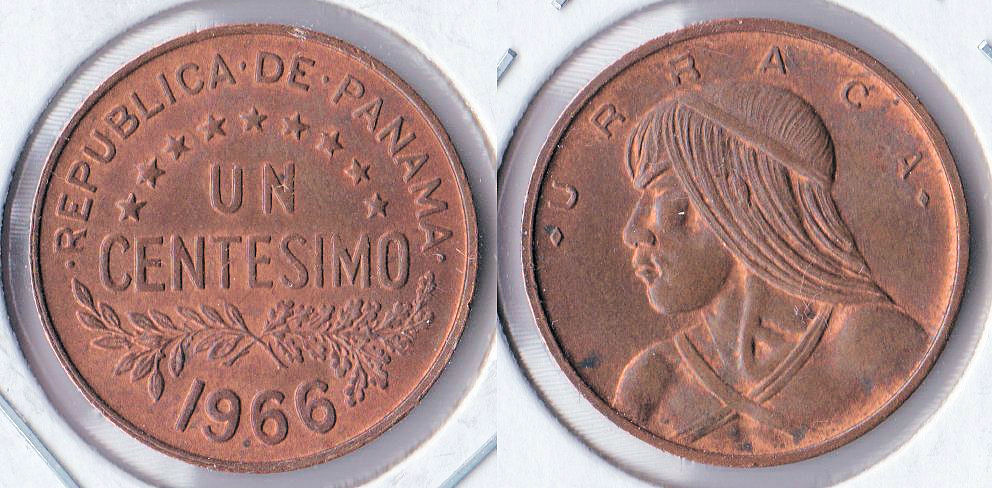 ·REPUBLICA·DE·PANAMA·
UN
CENTESIMO
1966
URRACA